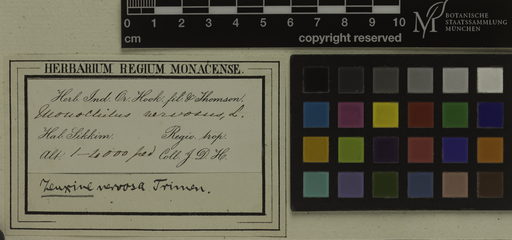 0 1 2 3 4 5 6 7 8 9 10
cm
copyright reserved
BOTANISCHE
STAATSSAMMLUNG
MÜNCHEN
HERBARIUM REGIUM MONACENSE.
Herb. Ind. Or. Hook. fil. & Thomson.
nervosus, L.
Hab. Sikkim. Regio. trop.
Alt. 1-4000 ped Coll. J. D. H.
Zeuxine nervosa Trimen.